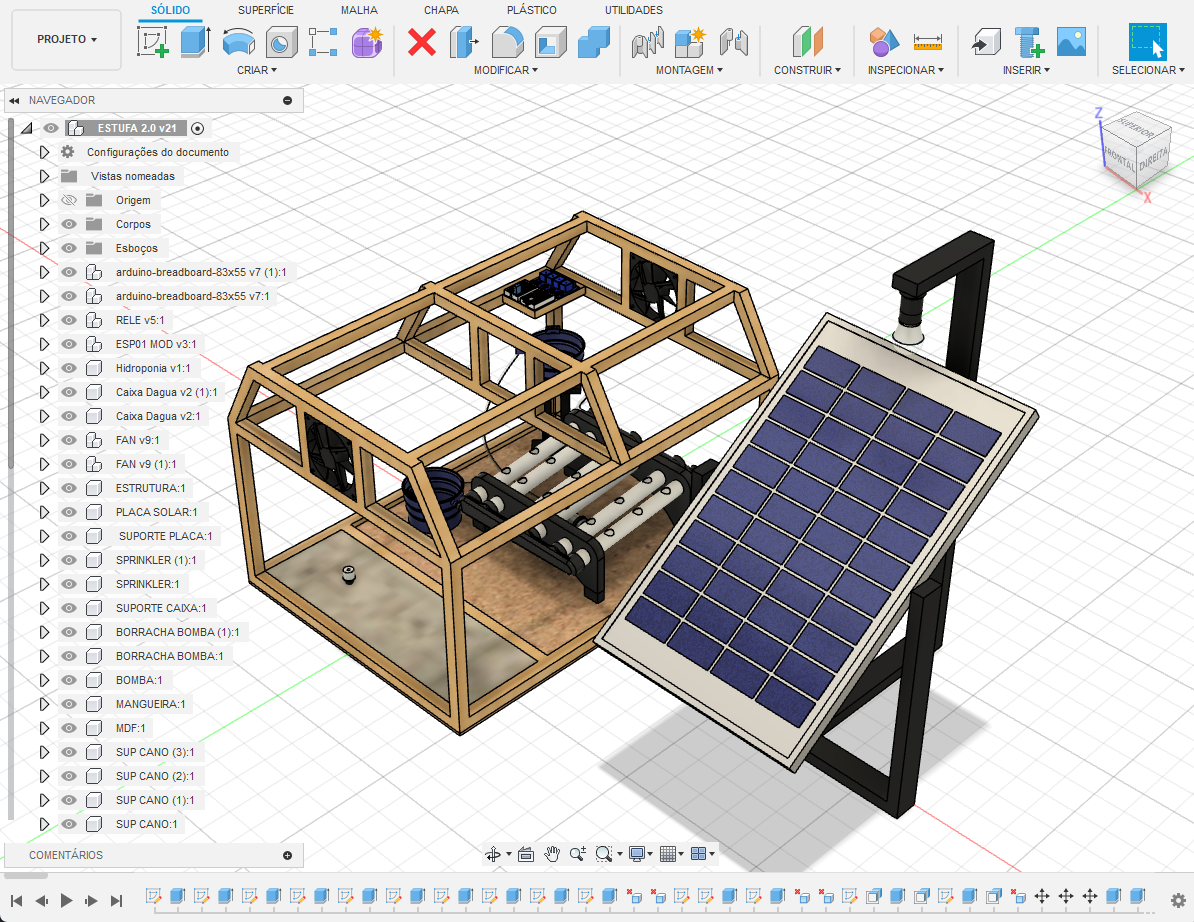 SÓLIDO SUPERFÍCIE MALHA CHAPA PLÁSTICO UTILIDADES
PROJETO
CRIAR MODIFICAR MONTAGEM CONSTRUIR INSPECIONAR INSERIR SELECIONAR
NAVEGADOR
ESTUFA 2.0 v21
Configurações do documento
Vistas nomeadas
Origem
Corpos
Esboços
arduino-breadboard-83x55 v7 (1):1
arduino-breadboard-83x55 v7:1
RELE v5:1
ESP01 MOD v3:1
Hidroponia v1:1
Caixa Dagua v2 (1):1
Caixa Dagua v2:1
FAN v9:1
FAN v9 (1):1
ESTRUTURA:1
PLACA SOLAR:1
SUPORTE PLACA:1
SPRINKLER (1):1
SPRINKLER:1
SUPORTE CAIXA:1
BORRACHA BOMBA (1):1
BORRACHA BOMBA:1
BOMBA:1
MANGUEIRA:1
MDF:1
SUP CANO (3):1
SUP CANO (2):1
SUP CANO (1):1
SUP CANO:1
COMENTÁRIOS
Z
SUPERIOR
FRONTAL DIREITA
X